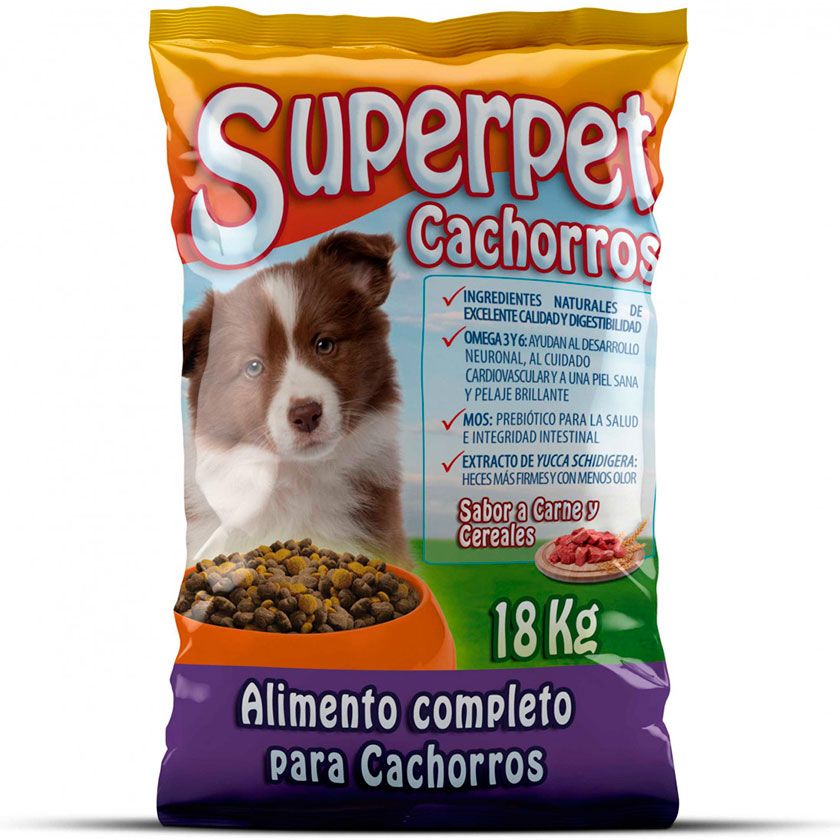 Superpet
Cachorros
INGREDIENTES NATURALES DE
EXCELENTE CALIDAD Y DIGESTIBILIDAD
OMEGA 3 Y 6: AYUDAN AL DESARROLLO
NEURONAL, AL CUIDADO
CARDIOVASCULAR Y A UNA PIEL SANA
Y PELAJE BRILLANTE
MOS: PREBIÓTICO PARA LA SALUD
E INTEGRIDAD INTESTINAL
EXTRACTO DE YUCCA SCHIDIGERA:
HECES MÁS FIRMES Y CON MENOS OLOR
Sabor a Carne y
Cereales
18 Kg
Alimento completo
para Cachorros